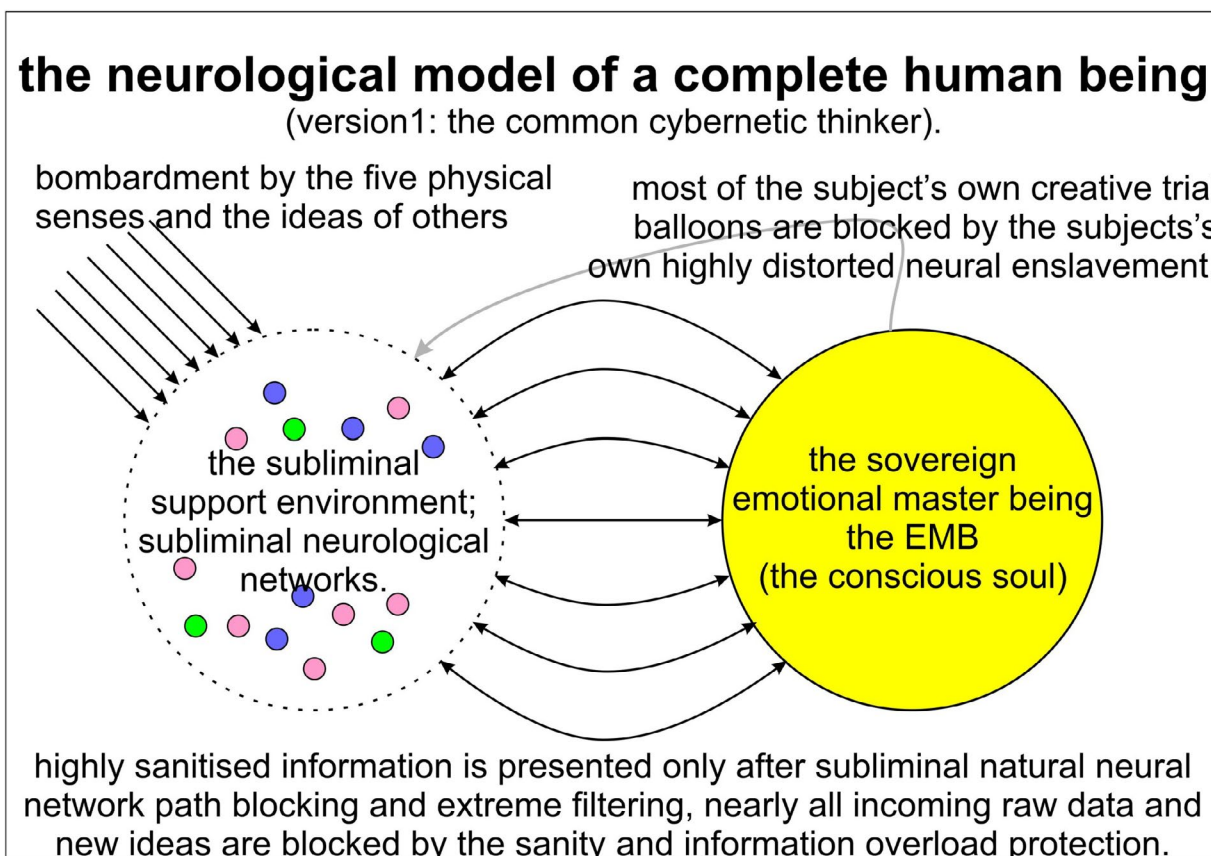 the neurological model of a complete human being
(version1: the common cybernetic thinker).
bombardment by the five physical
senses and the ideas of others
most of the subject's own creative tria
balloons are blocked by the subjects's
own highly distorted neural enslavement
the subliminal
support environment;
subliminal neurological
networks.
the sovereign
emotional master being
the EMB
(the conscious soul)
highly sanitised information is presented only after subliminal natural neural
network path blocking and extreme filtering, nearly all incoming raw data and
new ideas are blocked by the sanity and information overload protection.